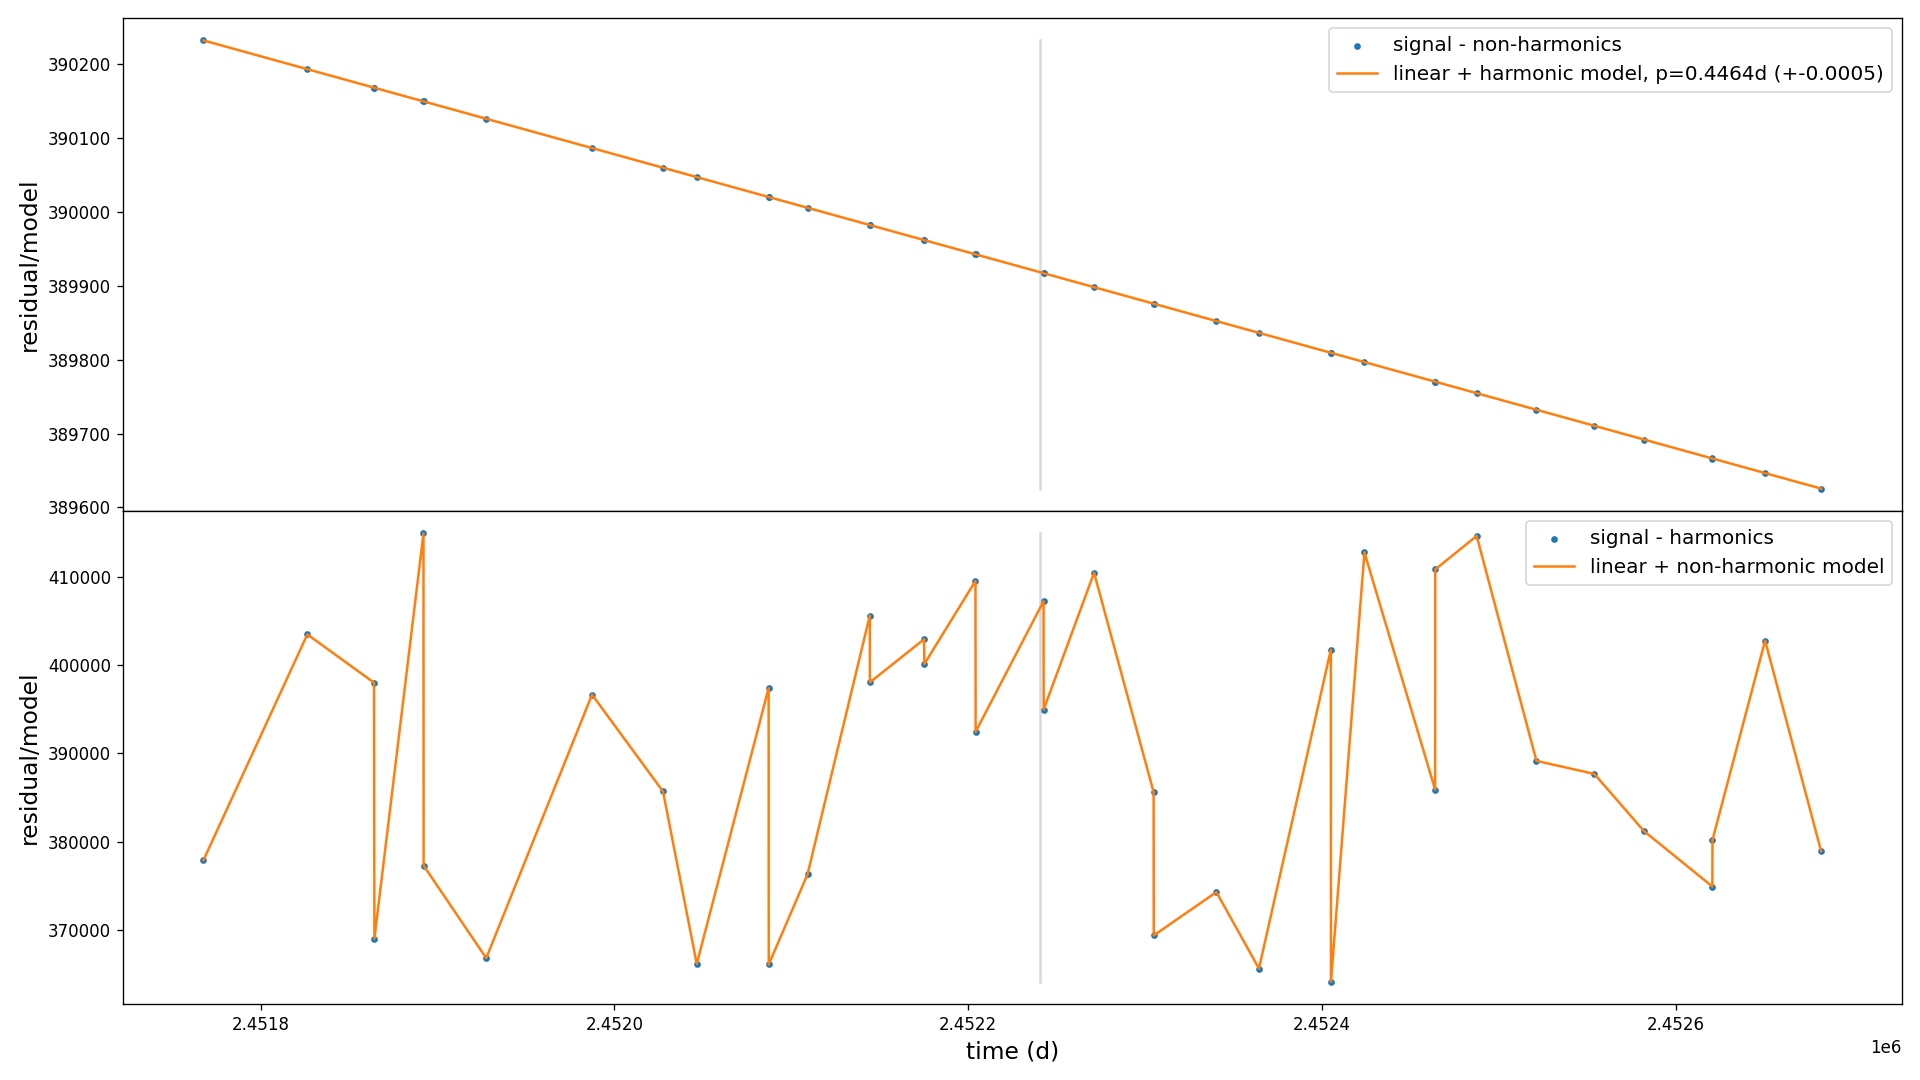 signal - non-harmonics
linear + harmonic model, p=0.4464d (+-0.0005)
390200
390100
390000
389900
389800
389700
389600
residual/model
signal - harmonics
linear + non-harmonic model
410000
400000
390000
380000
370000
residual/model
2.4518
2.4520
2.4522
2.4524
2.4526
time (d)
1e6